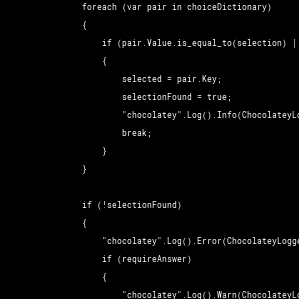 foreach (var pair in choiceDictionary)
{
if (pair.Value.is_equal_to(selection) |
{
selected = pair.Key;
selectionFound = true;
"chocolatey".Log().Info(ChocolateyLo
break;
}
}
if (!selectionFound)
{
"chocolatey".Log().Error(ChocolateyLogge
if (requireAnswer)
{
"chocolatey".Log().Warn(ChocolateyLo